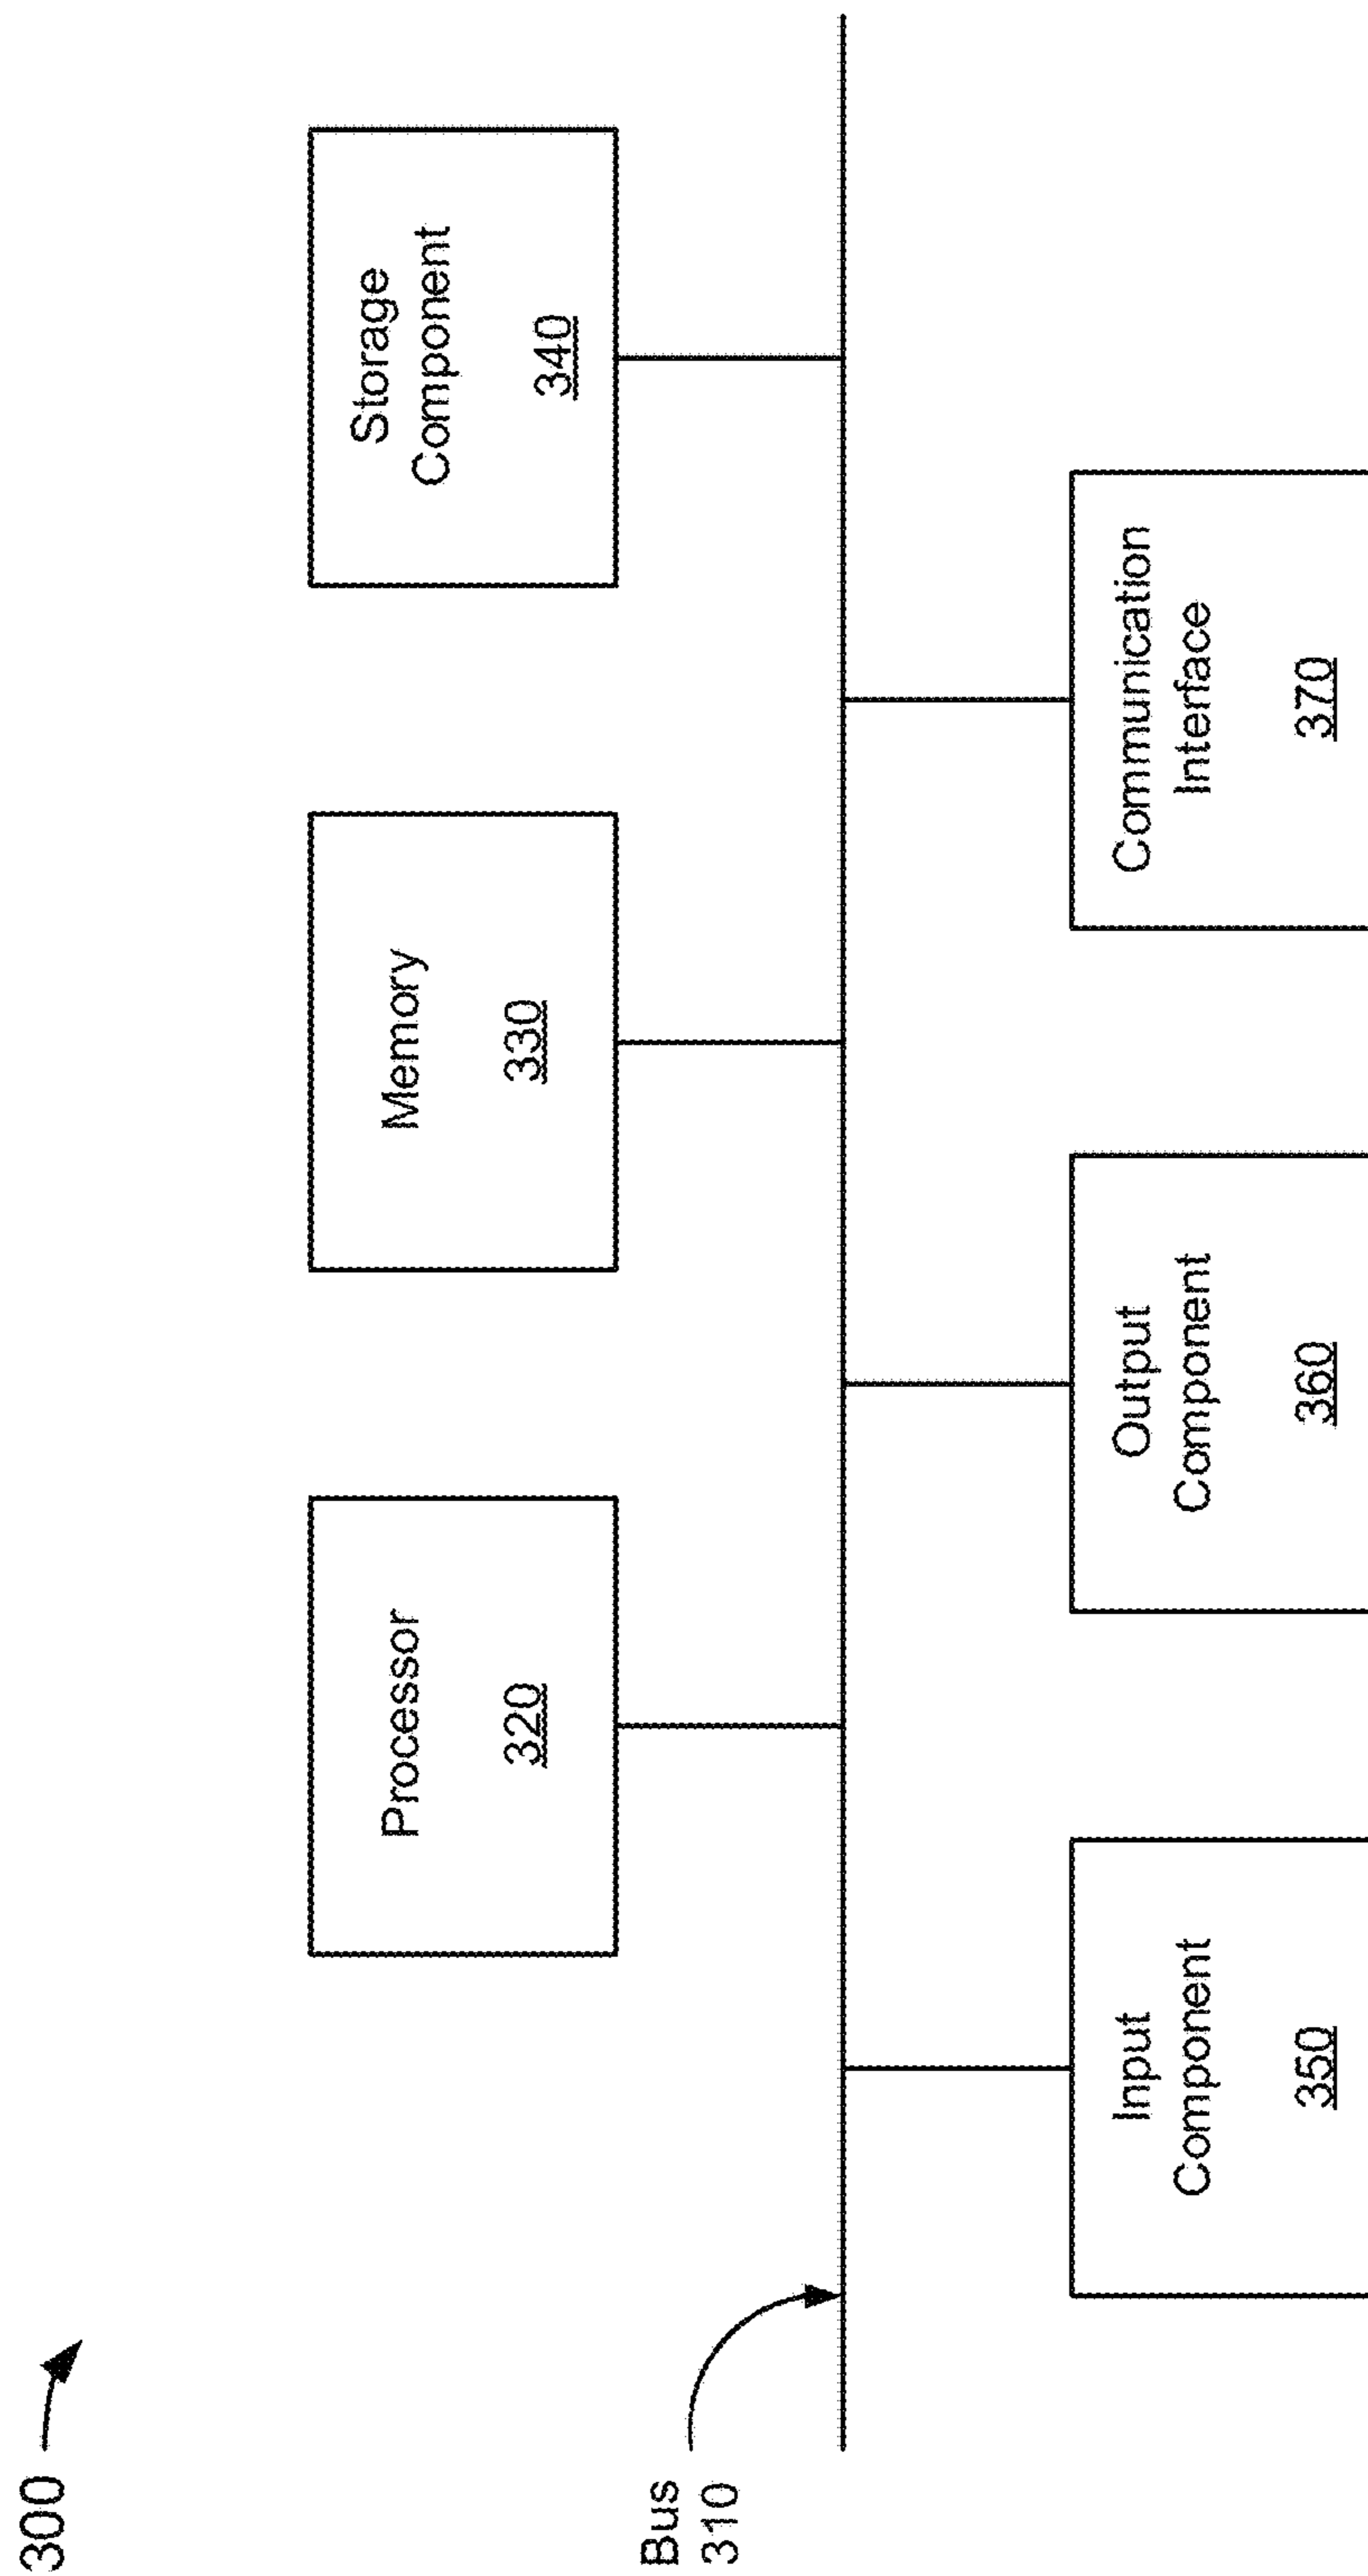 300
Processor
320
Memory
330
Storage
Component
340
Bus
310
Input
Component
350
Output
Component
360
Communication
Interface
370